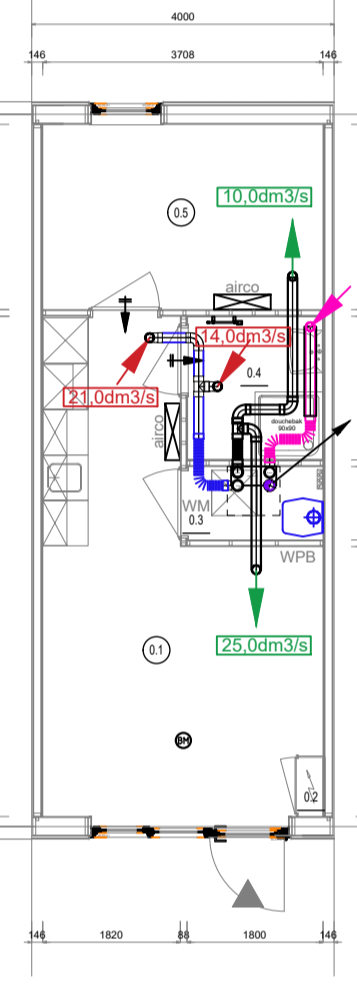 4000
146 3708 146
0.5
10,0dm3/s
airco
14,0dm3/s
0.4
21,0dm3/s
airco
douchebak
90x90
WM
0.3
WPB
25,0dm3/s
0.1
BM
0.2
146 1820 88 1800 146